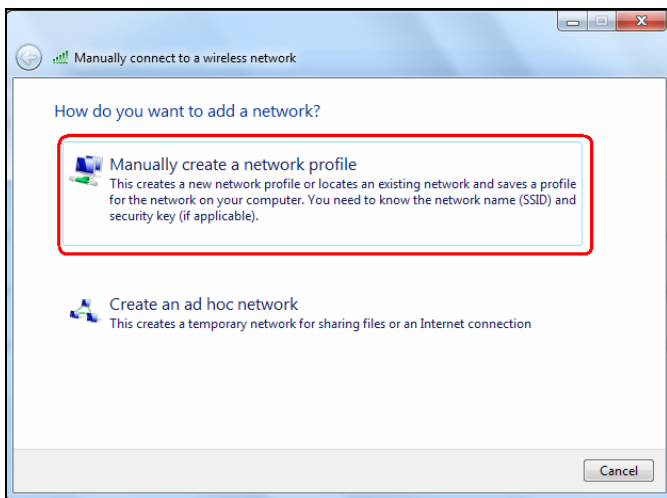 Manually connect to a wireless network
How do you want to add a network?
Manually create a network profile
This creates a new network profile or locates an existing network and saves a profile
for the network on your computer. You need to know the network name (SSID) and
security key (if applicable).
Create an ad hoc network
This creates a temporary network for sharing files or an Internet connection
Cancel